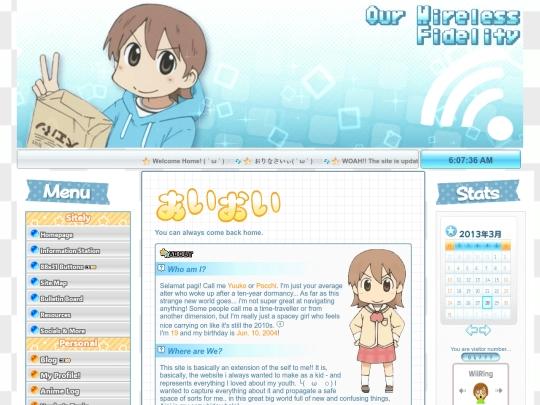 Our Wireless
Fidelity
Welcome Home! ( ´ ω ` )
おりなさいぃ(´ω`)
WOAH!! The site is updat
6:07:36 AM
Menu
Stats
Sitely
Homepage
Information Station
88x31 Buttons
Site Map
Bulletin Board
Resources
Socials & More
Personal
Blog
My Profile!
Anime Log
あいおい
You can always come back home.
ABOUT
Who am I?
Selamat pagi! Call me Yuuko or Pocchi. I'm just your average
alter who woke up after a ten-year dormancy... As far as this
strange new world goes... I'm not super great at navigating
anything! Some people call me a time-traveller or from
another dimension, but I'm really just a spacey girl who feels
nice carrying on like it's still the 2010s.
I'm 19 and my birthday is Jun. 10, 2004!
Where are We?
This site is basically an extension of the self to me!! It is,
basically, the website i always wanted to make as a kid - and
represents everything I loved about my youth. ╰( ´ ω ` o) I
wanted to capture everything about it and propagate a safe
space of sorts for me.. in this great big world full of new and confusing things,
2013年3月
You are visitor number...
WiiRing